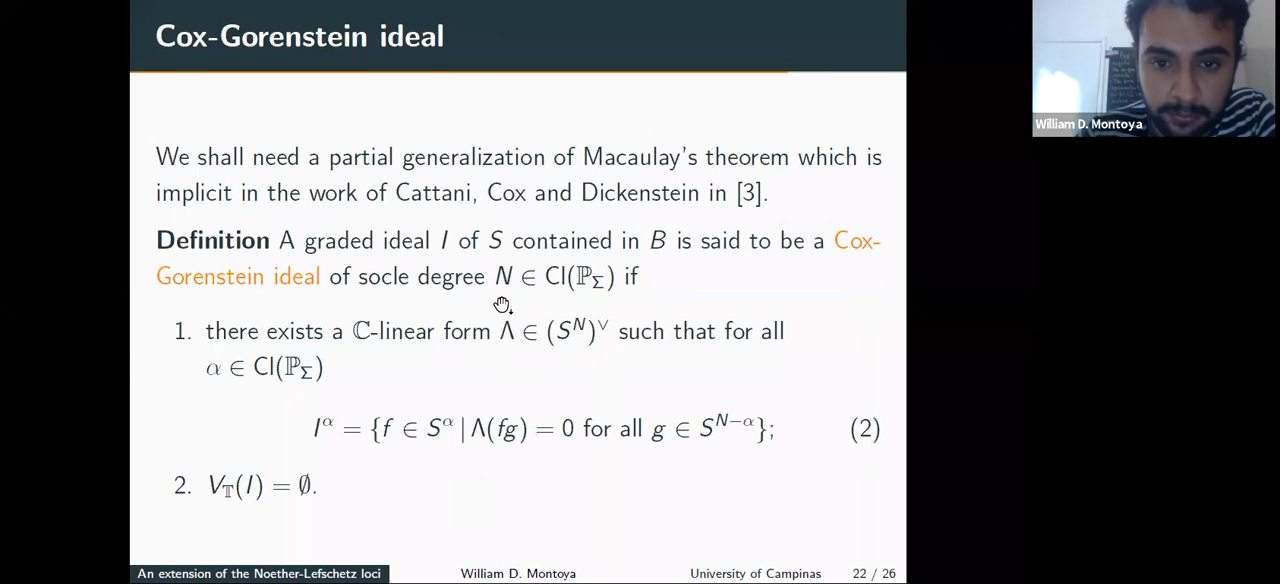 Cox-Gorenstein ideal
William D. Montoya
We shall need a partial generalization of Macaulay's theorem which is
implicit in the work of Cattani, Cox and Dickenstein in [3].
Definition A graded ideal I of S contained in B is said to be a Cox-
Gorenstein ideal of socle degree N ∈ Cl(ℙ_Σ) if
1. there exists a ℂ-linear form Λ ∈ (S^N)^∨ such that for all
α ∈ Cl(ℙ_Σ)
I^α = {f ∈ S^α | Λ(fg) = 0 for all g ∈ S^{N−α}}; (2)
2. V_𝕋(I) = ∅.
An extension of the Noether-Lefschetz loci William D. Montoya University of Campinas 22 / 26